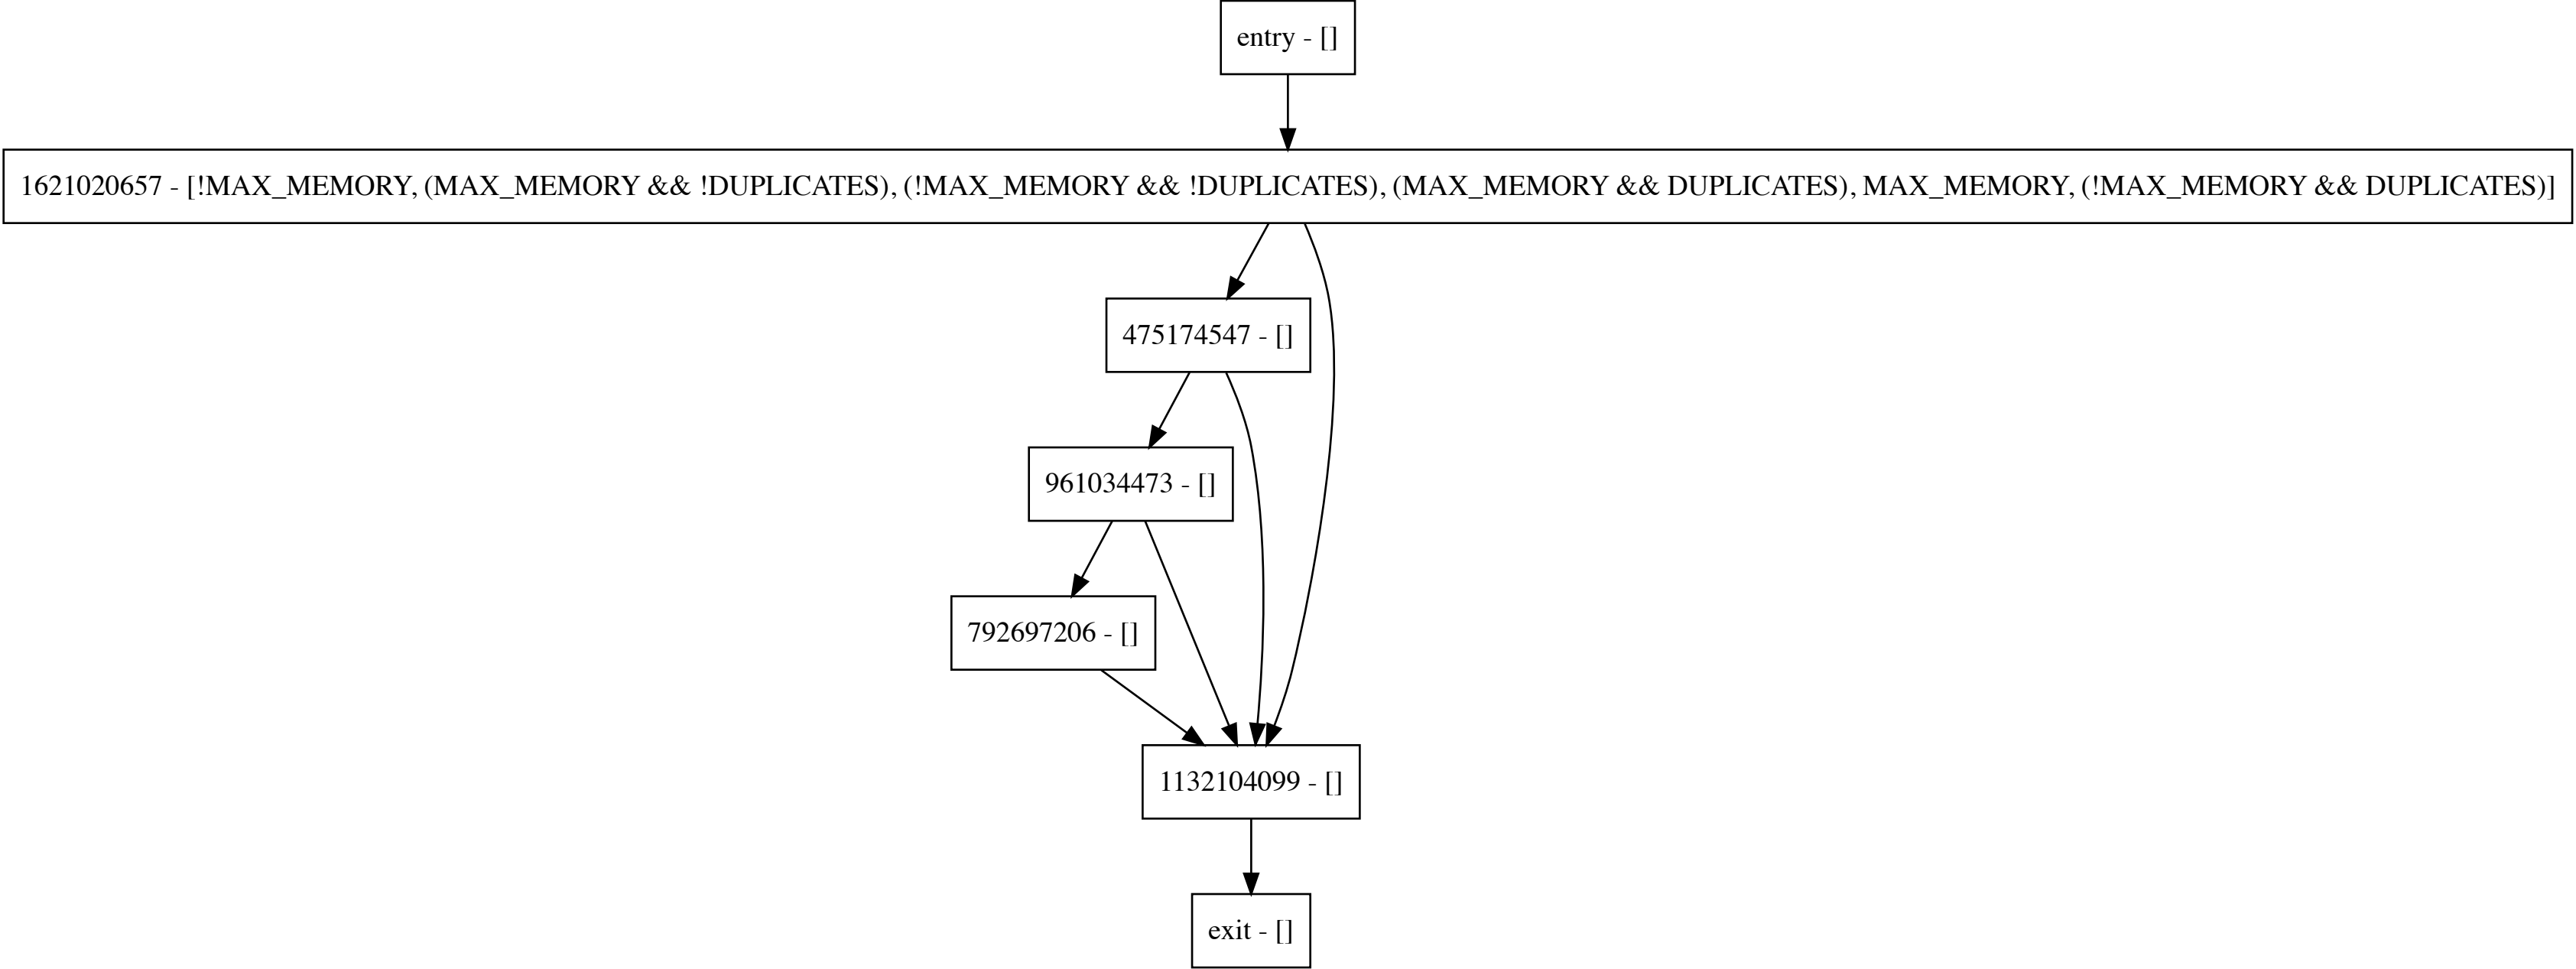 entry - []
1621020657 - [!MAX_MEMORY, (MAX_MEMORY && !DUPLICATES), (!MAX_MEMORY && !DUPLICATES), (MAX_MEMORY && DUPLICATES), MAX_MEMORY, (!MAX_MEMORY && DUPLICATES)]
475174547 - []
961034473 - []
792697206 - []
1132104099 - []
exit - []